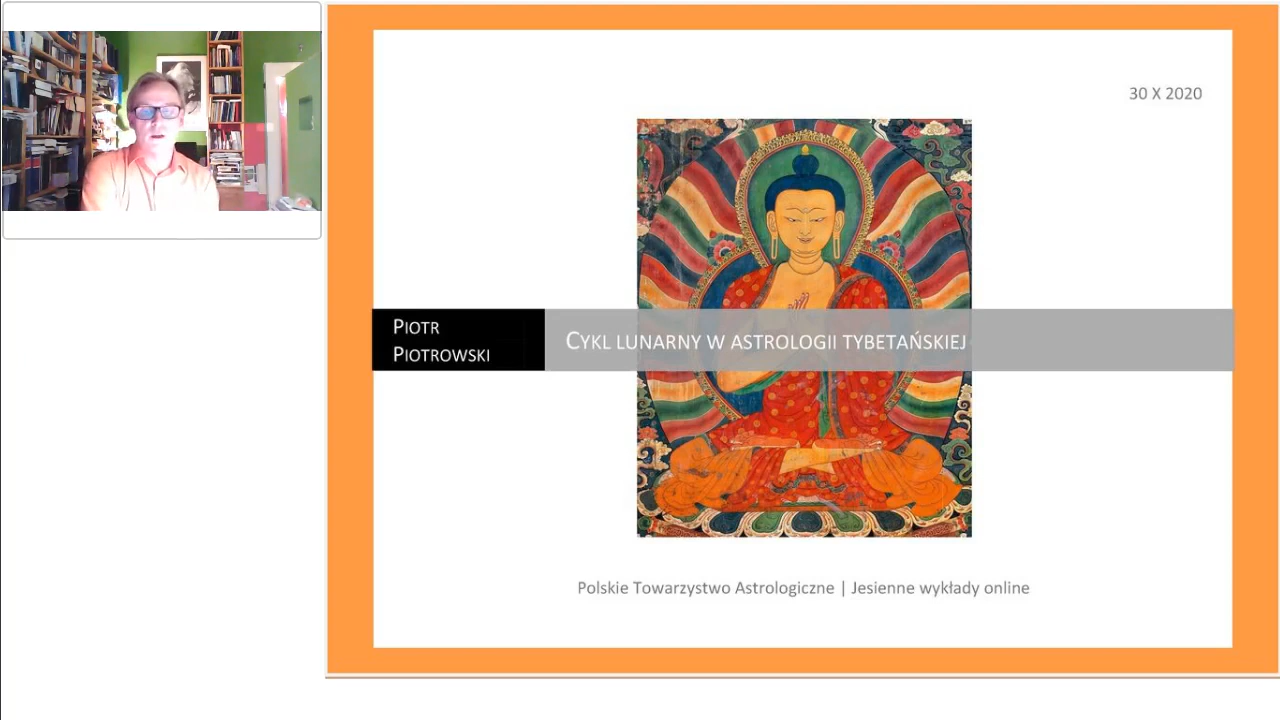 30 X 2020
PIOTR
PIOTROWSKI
CYKL LUNARNY W ASTROLOGII TYBETAŃSKIEJ
Polskie Towarzystwo Astrologiczne | Jesienne wykłady online